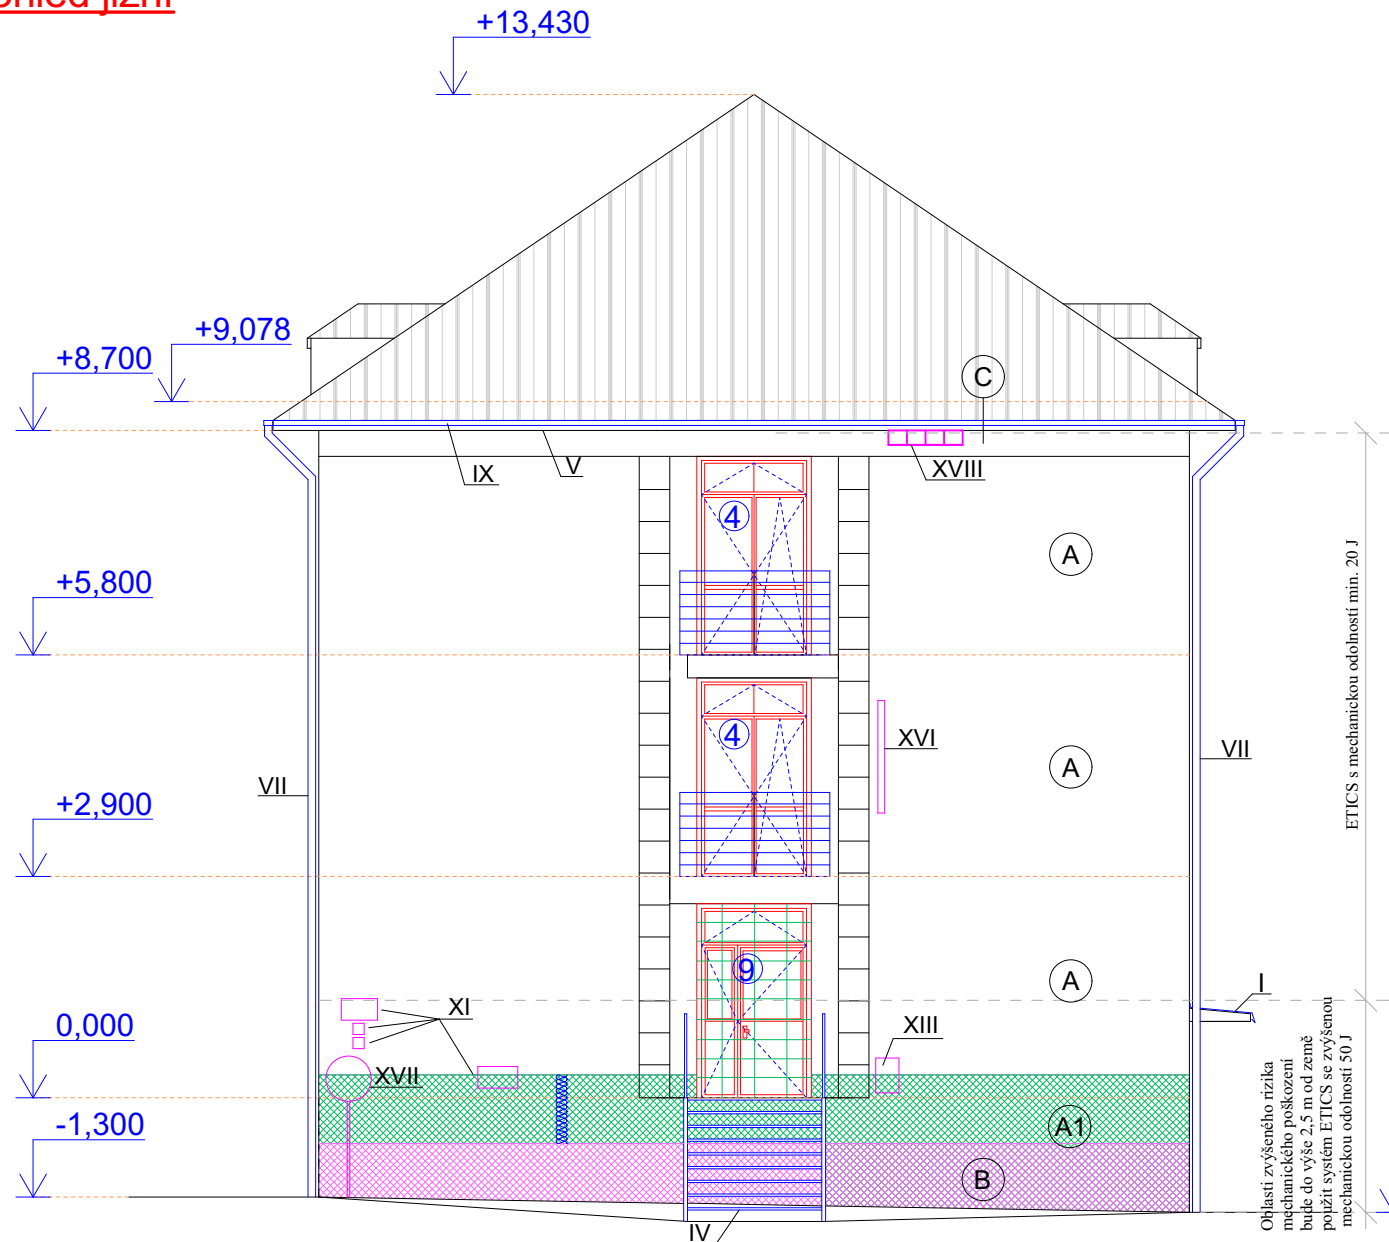 pohled jižní
+13,430
+9,078
+8,700
C
IX
V
XVIII
4
A
+5,800
4
XVI
A
VII
VII
+2,900
9
A
I
XI
XIII
0,000
XVII
A1
-1,300
B
IV
ETICS s mechanickou odolností min. 20 J
Oblasti zvýšeného rizika
mechanického poškození
bude do výše 2,5 m od země
použit systém ETICS se zvýšenou
mechanickou odolností 50 J